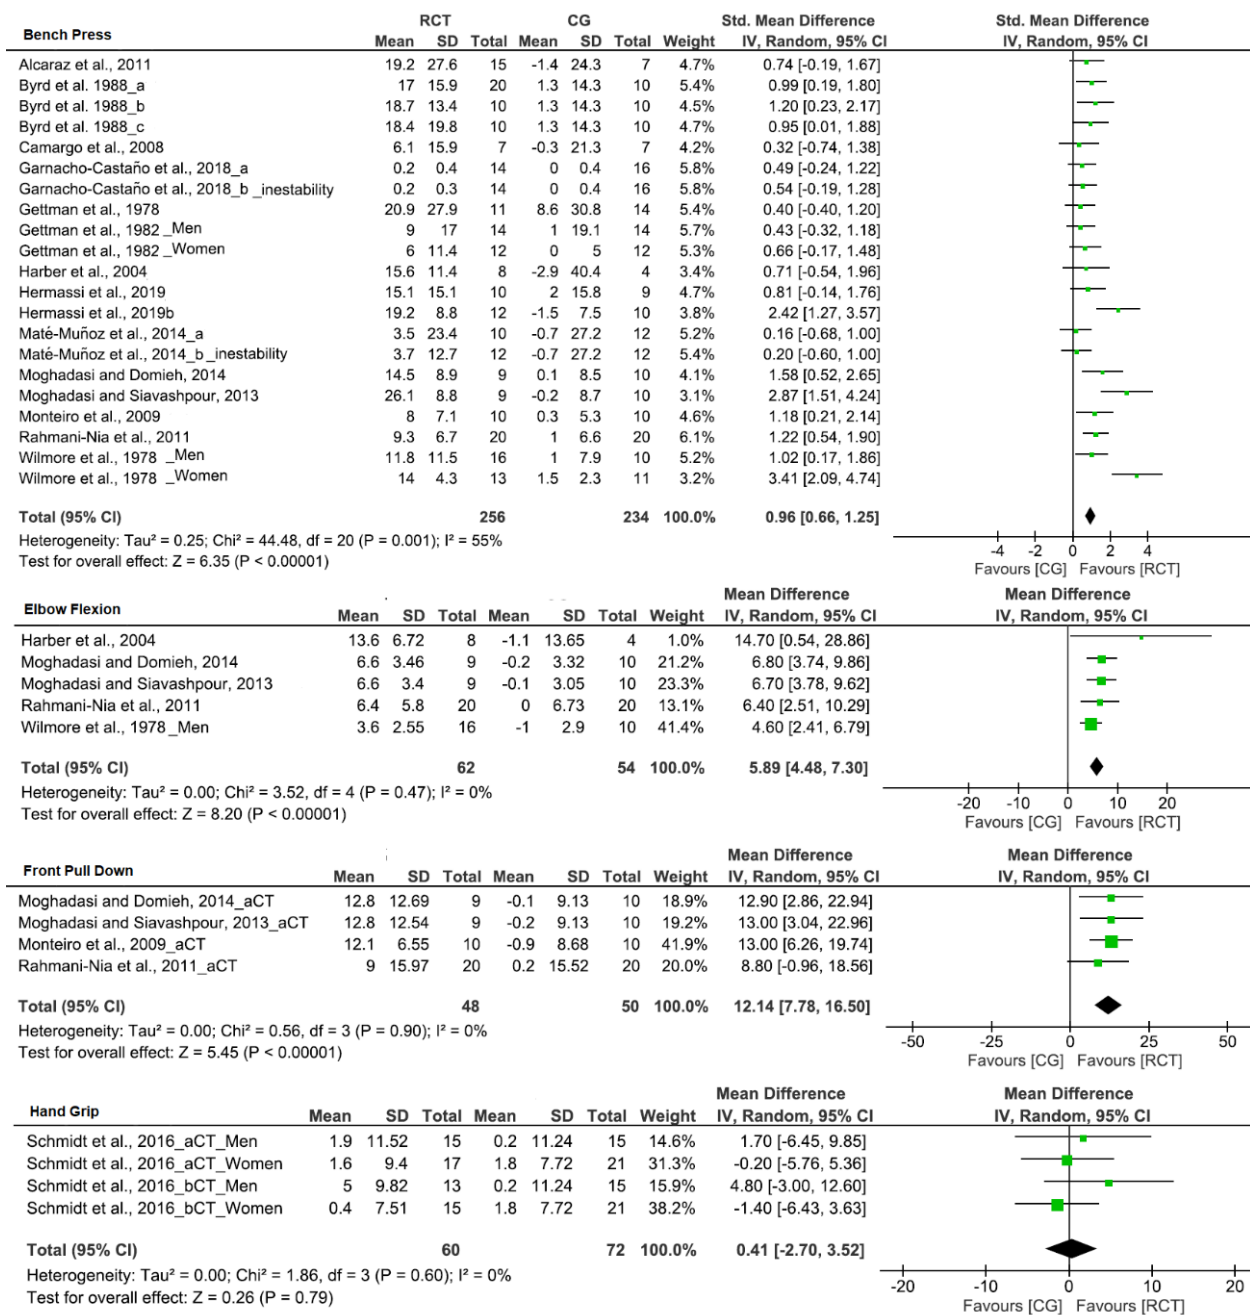 RCT CG Std. Mean Difference Std. Mean Difference
Bench Press Mean SD Total Mean SD Total Weight IV, Random, 95% CI IV, Random, 95% CI
Alcaraz et al., 2011 19.2 27.6 15 -1.4 24.3 7 4.7% 0.74 [-0.19, 1.67]
Byrd et al. 1988_a 17 15.9 20 1.3 14.3 10 5.4% 0.99 [0.19, 1.80]
Byrd et al. 1988_b 18.7 13.4 10 1.3 14.3 10 4.5% 1.20 [0.23, 2.17]
Byrd et al. 1988_c 18.4 19.8 10 1.3 14.3 10 4.7% 0.95 [0.01, 1.88]
Camargo et al., 2008 6.1 15.9 7 -0.3 21.3 7 4.2% 0.32 [-0.74, 1.38]
Garnacho-Castaño et al., 2018_a 0.2 0.4 14 0 0.4 16 5.8% 0.49 [-0.24, 1.22]
Garnacho-Castaño et al., 2018_b _inestability 0.2 0.3 14 0 0.4 16 5.8% 0.54 [-0.19, 1.28]
Gettman et al., 1978 20.9 27.9 11 8.6 30.8 14 5.4% 0.40 [-0.40, 1.20]
Gettman et al., 1982 _Men 9 17 14 1 19.1 14 5.7% 0.43 [-0.32, 1.18]
Gettman et al., 1982 _Women 6 11.4 12 0 5 12 5.3% 0.66 [-0.17, 1.48]
Harber et al., 2004 15.6 11.4 8 -2.9 40.4 4 3.4% 0.71 [-0.54, 1.96]
Hermassi et al., 2019 15.1 15.1 10 2 15.8 9 4.7% 0.81 [-0.14, 1.76]
Hermassi et al., 2019b 19.2 8.8 12 -1.5 7.5 10 3.8% 2.42 [1.27, 3.57]
Maté-Muñoz et al., 2014_a 3.5 23.4 10 -0.7 27.2 12 5.2% 0.16 [-0.68, 1.00]
Maté-Muñoz et al., 2014_b _inestability 3.7 12.7 12 -0.7 27.2 12 5.4% 0.20 [-0.60, 1.00]
Moghadasi and Domieh, 2014 14.5 8.9 9 0.1 8.5 10 4.1% 1.58 [0.52, 2.65]
Moghadasi and Siavashpour, 2013 26.1 8.8 9 -0.2 8.7 10 3.1% 2.87 [1.51, 4.24]
Monteiro et al., 2009 8 7.1 10 0.3 5.3 10 4.6% 1.18 [0.21, 2.14]
Rahmani-Nia et al., 2011 9.3 6.7 20 1 6.6 20 6.1% 1.22 [0.54, 1.90]
Wilmore et al., 1978 _Men 11.8 11.5 16 1 7.9 10 5.2% 1.02 [0.17, 1.86]
Wilmore et al., 1978 _Women 14 4.3 13 1.5 2.3 11 3.2% 3.41 [2.09, 4.74]
Total (95% CI) 256 234 100.0% 0.96 [0.66, 1.25]
Heterogeneity: Tau² = 0.25; Chi² = 44.48, df = 20 (P = 0.001); I² = 55%
Test for overall effect: Z = 6.35 (P < 0.00001)
-4 -2 0 2 4
Favours [CG] Favours [RCT]
Mean Difference Mean Difference
Elbow Flexion Mean SD Total Mean SD Total Weight IV, Random, 95% CI IV, Random, 95% CI
Harber et al., 2004 13.6 6.72 8 -1.1 13.65 4 1.0% 14.70 [0.54, 28.86]
Moghadasi and Domieh, 2014 6.6 3.46 9 -0.2 3.32 10 21.2% 6.80 [3.74, 9.86]
Moghadasi and Siavashpour, 2013 6.6 3.4 9 -0.1 3.05 10 23.3% 6.70 [3.78, 9.62]
Rahmani-Nia et al., 2011 6.4 5.8 20 0 6.73 20 13.1% 6.40 [2.51, 10.29]
Wilmore et al., 1978 _Men 3.6 2.55 16 -1 2.9 10 41.4% 4.60 [2.41, 6.79]
Total (95% CI) 62 54 100.0% 5.89 [4.48, 7.30]
Heterogeneity: Tau² = 0.00; Chi² = 3.52, df = 4 (P = 0.47); I² = 0%
Test for overall effect: Z = 8.20 (P < 0.00001)
-20 -10 0 10 20
Favours [CG] Favours [RCT]
Mean Difference Mean Difference
Front Pull Down Mean SD Total Mean SD Total Weight IV, Random, 95% CI IV, Random, 95% CI
Moghadasi and Domieh, 2014_aCT 12.8 12.69 9 -0.1 9.13 10 18.9% 12.90 [2.86, 22.94]
Moghadasi and Siavashpour, 2013_aCT 12.8 12.54 9 -0.2 9.13 10 19.2% 13.00 [3.04, 22.96]
Monteiro et al., 2009_aCT 12.1 6.55 10 -0.9 8.68 10 41.9% 13.00 [6.26, 19.74]
Rahmani-Nia et al., 2011_aCT 9 15.97 20 0.2 15.52 20 20.0% 8.80 [-0.96, 18.56]
Total (95% CI) 48 50 100.0% 12.14 [7.78, 16.50]
Heterogeneity: Tau² = 0.00; Chi² = 0.56, df = 3 (P = 0.90); I² = 0%
Test for overall effect: Z = 5.45 (P < 0.00001)
-50 -25 0 25 50
Favours [CG] Favours [RCT]
Mean Difference Mean Difference
Hand Grip Mean SD Total Mean SD Total Weight IV, Random, 95% CI IV, Random, 95% CI
Schmidt et al., 2016_aCT_Men 1.9 11.52 15 0.2 11.24 15 14.6% 1.70 [-6.45, 9.85]
Schmidt et al., 2016_aCT_Women 1.6 9.4 17 1.8 7.72 21 31.3% -0.20 [-5.76, 5.36]
Schmidt et al., 2016_bCT_Men 5 9.82 13 0.2 11.24 15 15.9% 4.80 [-3.00, 12.60]
Schmidt et al., 2016_bCT_Women 0.4 7.51 15 1.8 7.72 21 38.2% -1.40 [-6.43, 3.63]
Total (95% CI) 60 72 100.0% 0.41 [-2.70, 3.52]
Heterogeneity: Tau² = 0.00; Chi² = 1.86, df = 3 (P = 0.60); I² = 0%
Test for overall effect: Z = 0.26 (P = 0.79)
-20 -10 0 10 20
Favours [CG] Favours [RCT]